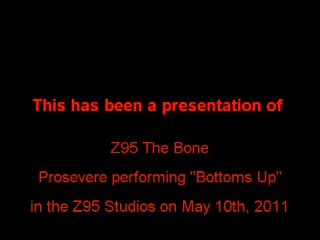 This has been a presentation of
Z95 The Bone
Prosevere performing "Bottoms Up"
in the Z95 Studios on May 10th, 2011